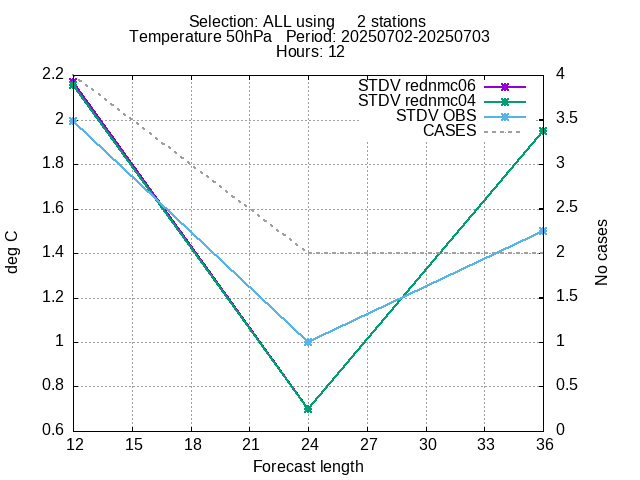 Selection: ALL using     2 stations
Temperature 50hPa   Period: 20250702-20250703
Hours: 12
STDV rednmc06
STDV rednmc04
STDV OBS
CASES
2.2
2
1.8
1.6
1.4
1.2
1
0.8
0.6
deg C
4
3.5
3
2.5
2
1.5
1
0.5
0
No cases
12 15 18 21 24 27 30 33 36
Forecast length